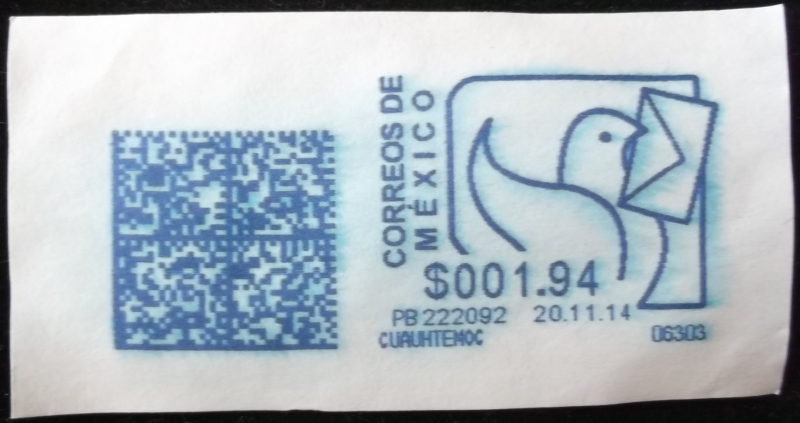 CORREOS DE
MÉXICO
$001.94
PB 222092 20.11.14
CUAUHTEMOC 06303